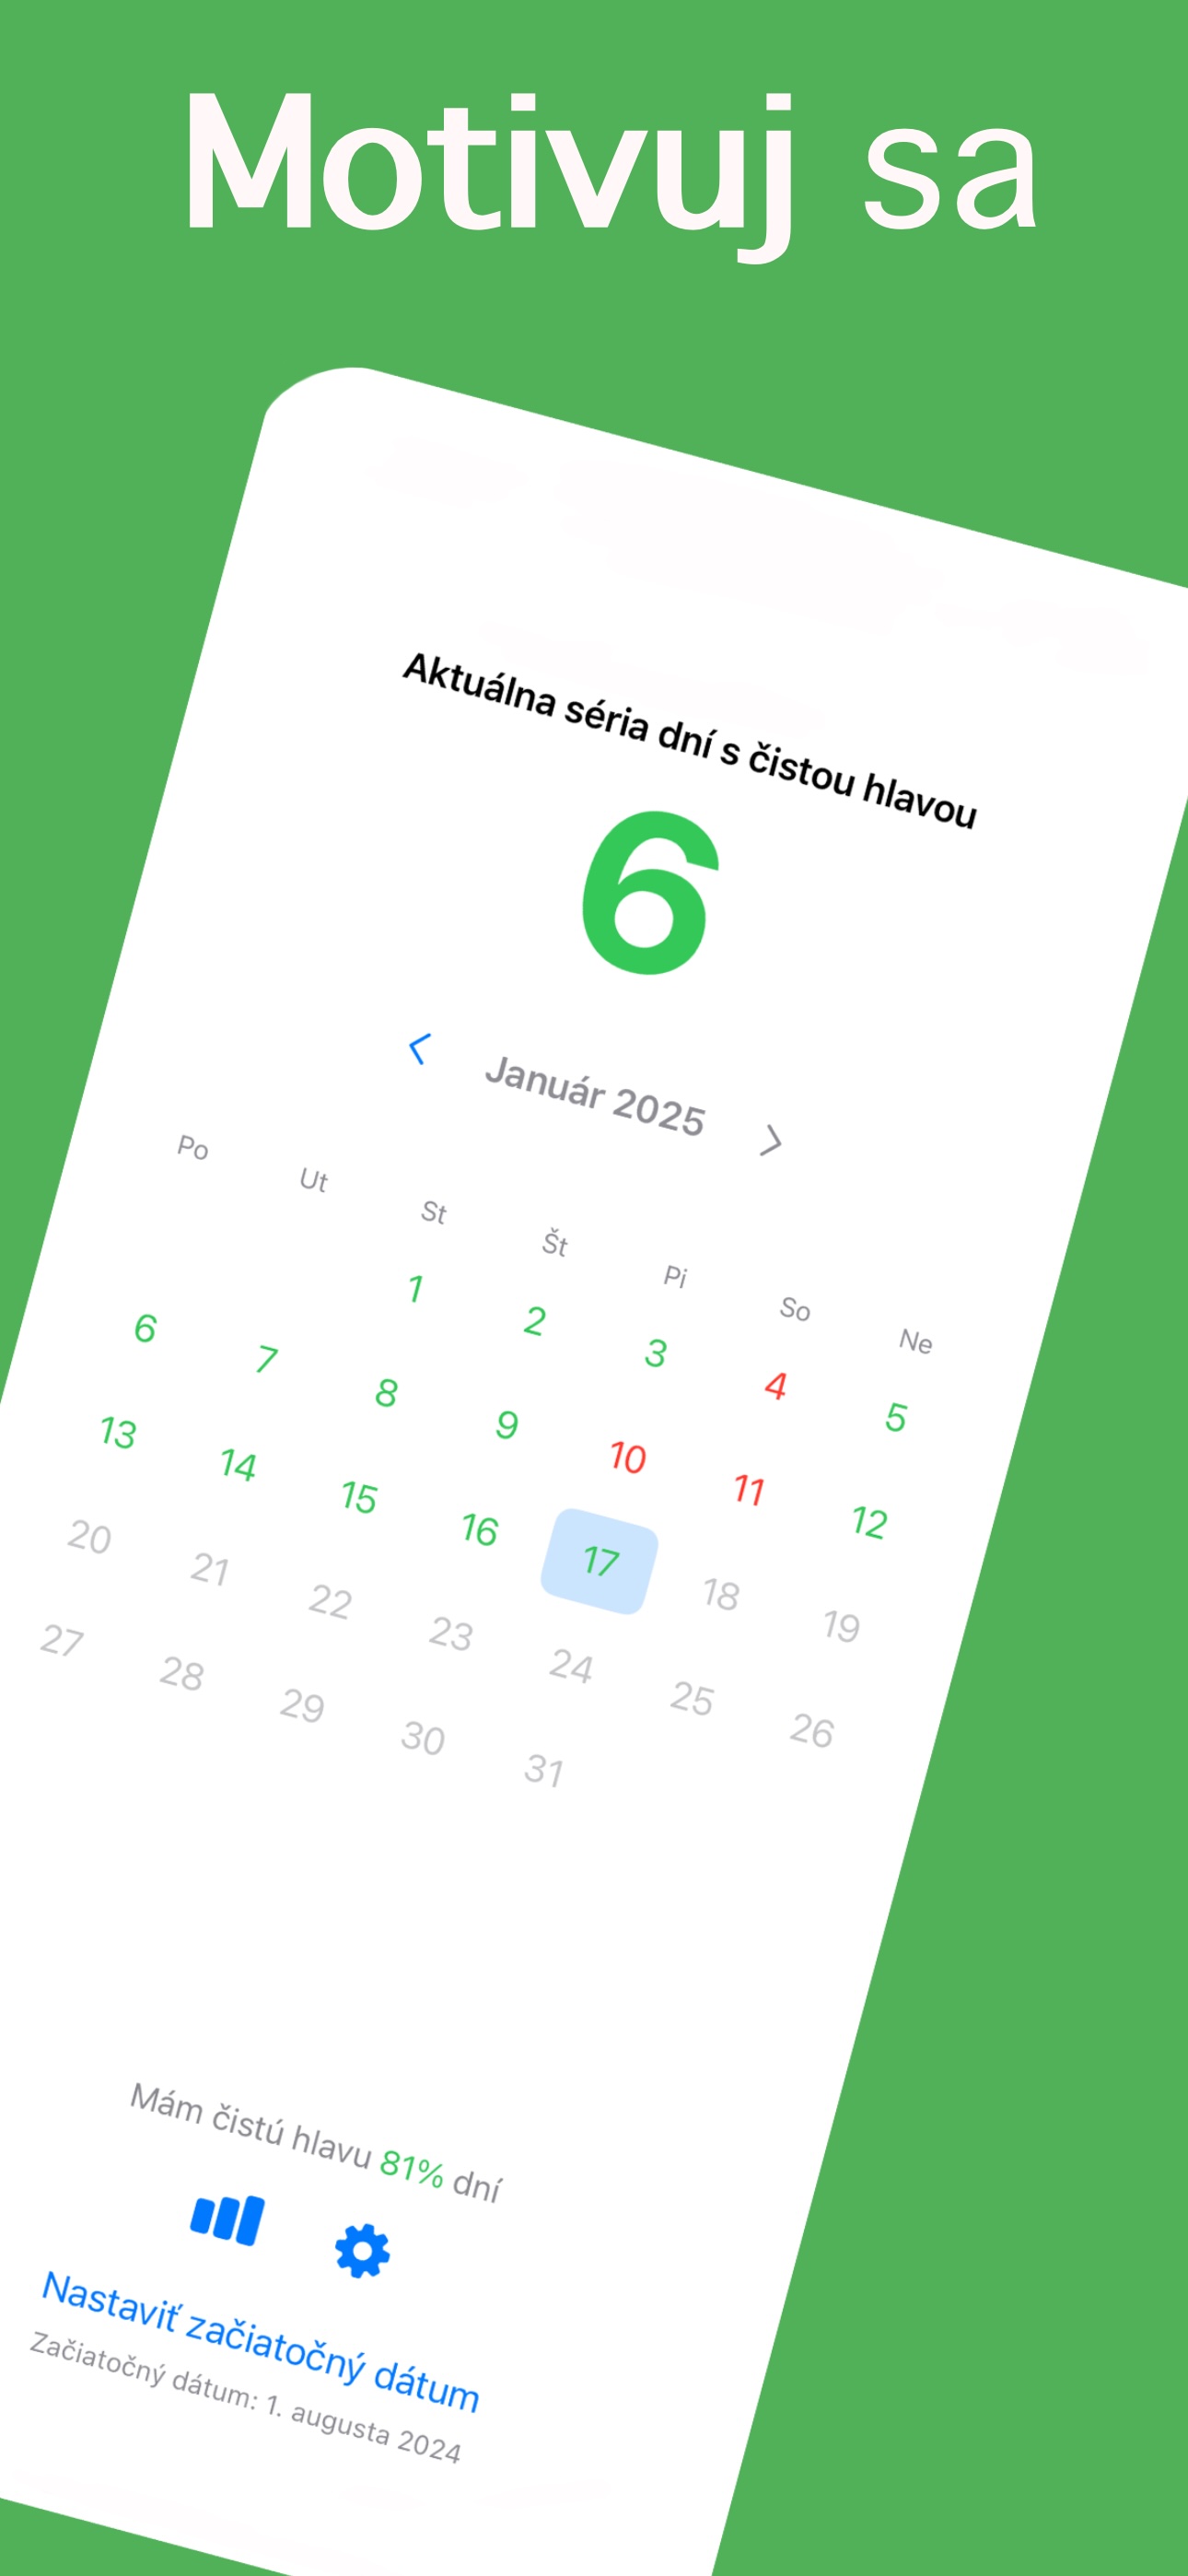 Motivuj sa
Aktuálna séria dní s čistou hlavou
6
Január 2025
Po Ut St Št Pi So Ne
1 2 3 4 5
6 7 8 9 10 11 12
13 14 15 16 17 18 19
20 21 22 23 24 25 26
27 28 29 30 31
Mám čistú hlavu 81% dní
Nastaviť začiatočný dátum
Začiatočný dátum: 1. augusta 2024